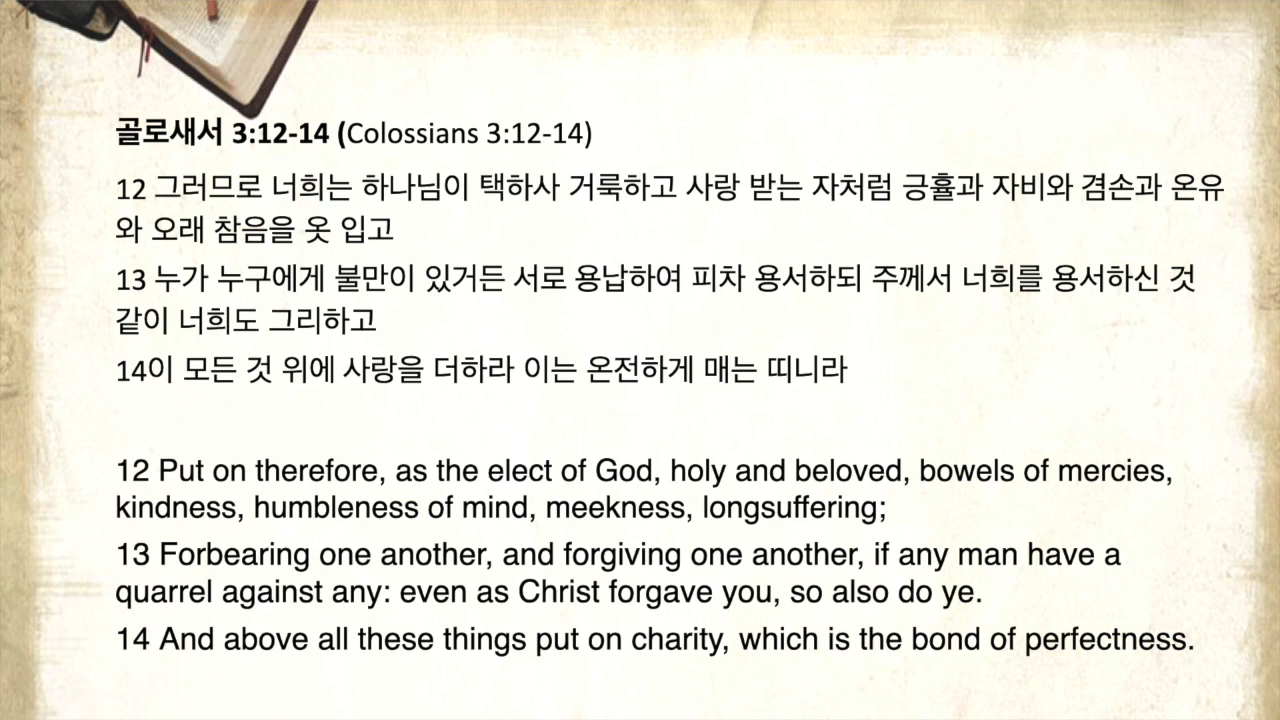 골로새서 3:12-14 (Colossians 3:12-14)
12 그러므로 너희는 하나님이 택하사 거룩하고 사랑 받는 자처럼 긍휼과 자비와 겸손과 온유
와 오래 참음을 옷 입고
13 누가 누구에게 불만이 있거든 서로 용납하여 피차 용서하되 주께서 너희를 용서하신 것
같이 너희도 그리하고
14이 모든 것 위에 사랑을 더하라 이는 온전하게 매는 띠니라
12 Put on therefore, as the elect of God, holy and beloved, bowels of mercies,
kindness, humbleness of mind, meekness, longsuffering;
13 Forbearing one another, and forgiving one another, if any man have a
quarrel against any: even as Christ forgave you, so also do ye.
14 And above all these things put on charity, which is the bond of perfectness.